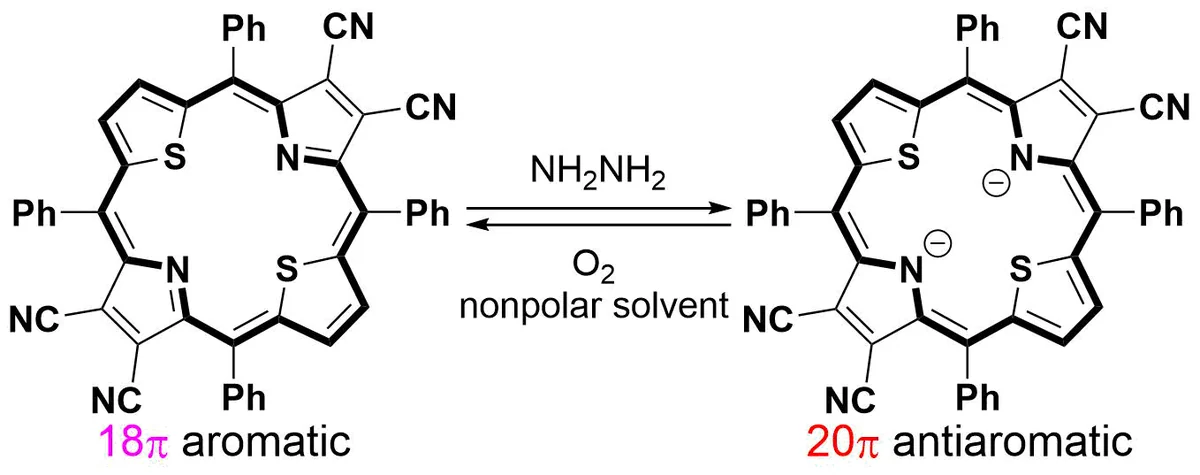 Ph
CN
CN
S
N
Ph
Ph
N
S
NC
NC
Ph
18π aromatic
NH₂NH₂
O₂
nonpolar solvent
Ph
CN
CN
S
N
⊖
Ph
Ph
⊖
N
S
NC
NC
Ph
20π antiaromatic